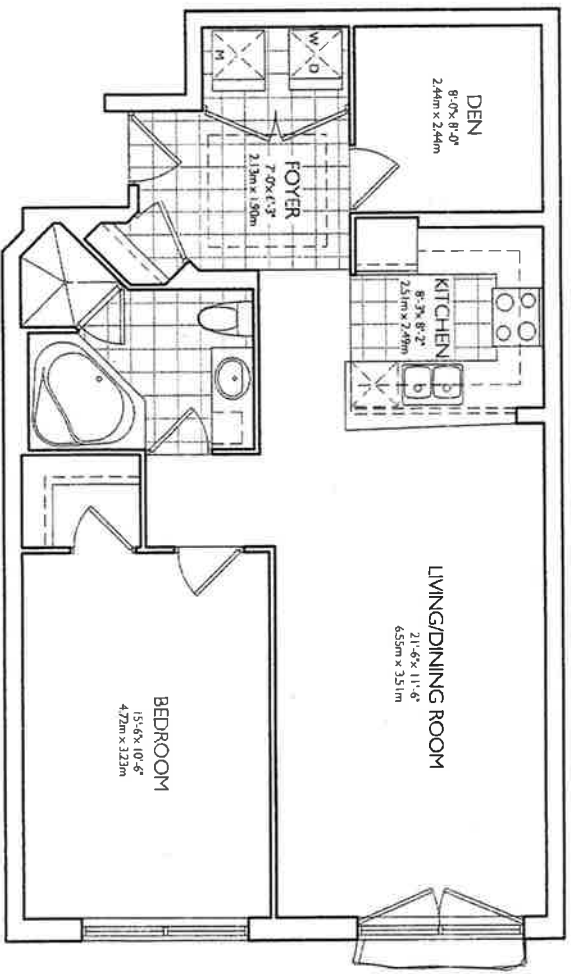 DEN
8'-0"x 8'-0"
2.44m x 2.44m
W
D
M
FOYER
7'-0"x 6'-3"
2.13m x 1.90m
KITCHEN
8'-3"x 8'-2"
2.51m x 2.49m
LIVING/DINING ROOM
21'-6"x 11'-6"
6.55m x 3.51m
BEDROOM
15'-6"x 10'-6"
4.72m x 3.23m